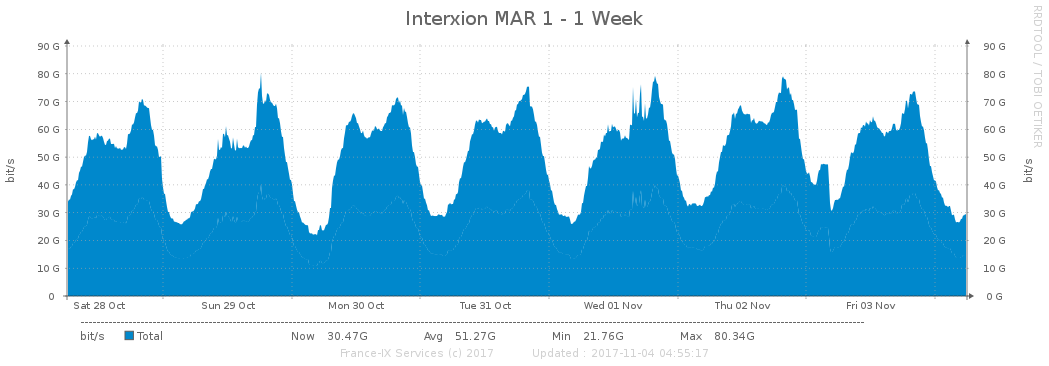 Interxion MAR 1 - 1 Week
RRDTOOL / TOBI OETIKER
bit/s
90 G 90 G
80 G 80 G
70 G 70 G
60 G 60 G
50 G 50 G
40 G 40 G
30 G 30 G
20 G 20 G
10 G 10 G
0 0 G
bit/s
Sat 28 Oct Sun 29 Oct Mon 30 Oct Tue 31 Oct Wed 01 Nov Thu 02 Nov Fri 03 Nov
bit/s Total Now 30.47G Avg 51.27G Min 21.76G Max 80.34G
France-IX Services (c) 2017 Updated : 2017-11-04 04:55:17